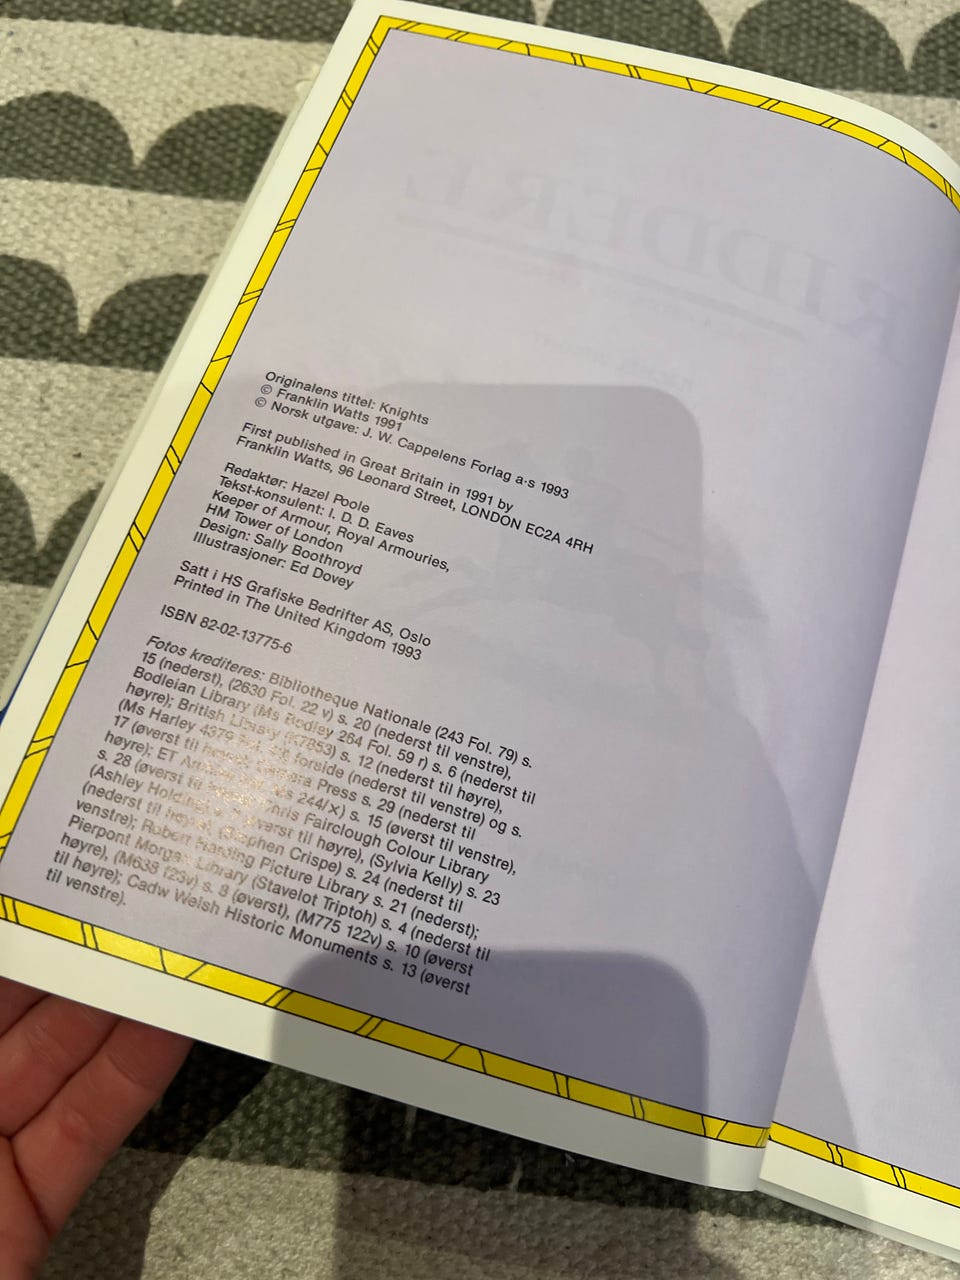 RIDDERE
Originalens tittel: Knights
© Franklin Watts 1991
© Norsk utgave: J. W. Cappelens Forlag a·s 1993
First published in Great Britain in 1991 by
Franklin Watts, 96 Leonard Street, LONDON EC2A 4RH
Redaktør: Hazel Poole
Tekst-konsulent: I. D. D. Eaves
Keeper of Armour, Royal Armouries,
HM Tower of London
Design: Sally Boothroyd
Illustrasjoner: Ed Dovey
Satt i HS Grafiske Bedrifter AS, Oslo
Printed in The United Kingdom 1993
ISBN 82-02-13775-6
Fotos krediteres: Bibliotheque Nationale (243 Fol. 79) s.
15 (nederst), (2630 Fol. 22 v) s. 20 (nederst til venstre),
Bodleian Library (Ms Bodley 264 Fol. 59 r) s. 6 (nederst til
høyre); British Library s. 12 (nederst til høyre),
(Ms Harley 4379 forside (nederst til venstre) og s.
17 (øverst til Press s. 29 (nederst til
høyre); ET 244/X) s. 15 (øverst til venstre),
s. 28 (øverst Chris Fairclough Colour Library
(Ashley (øverst til høyre), (Sylvia Kelly) s. 23
(nederst til (Stephen Crispe) s. 24 (nederst til
venstre); Robert Harding Picture Library s. 21 (nederst);
Pierpont Morgan Library (Stavelot Triptoh) s. 4 (nederst til
høyre), (M638 f23v) s. 8 (øverst), (M775 122v) s. 10 (øverst
til høyre); Cadw Welsh Historic Monuments s. 13 (øverst
til venstre).